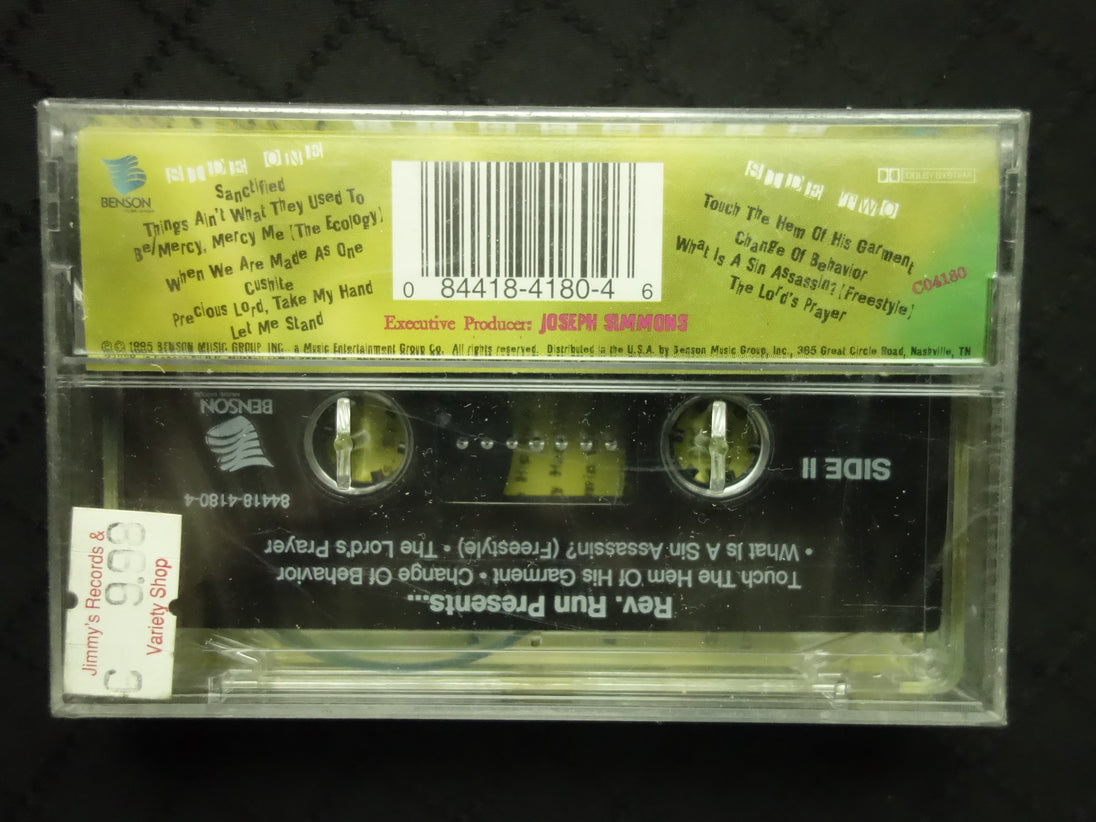 BENSON
SIDE ONE
Sanctified
Things Ain't What They Used To
Be/Mercy, Mercy Me (The Ecology)
When We Are Made As One
Cushite
Precious Lord, Take My Hand
Let Me Stand
0 84418-4180-4 6
Executive Producer: JOSEPH SIMMONS
SIDE TWO
Touch The Hem Of His Garment
Change Of Behavior
What Is A Sin Assassin? (Freestyle)
The Lord's Prayer
DOLBY SYSTEM
C04180
℗ © 1995 BENSON MUSIC GROUP, INC. a Music Entertainment Group Co. All rights reserved. Distributed in the U.S.A. by Benson Music Group, Inc., 365 Great Circle Road, Nashville, TN
Rev. Run Presents...
Touch The Hem Of His Garment • Change Of Behavior
• What Is A Sin Assassin? (Freestyle) • The Lord's Prayer
SIDE II
84418-4180-4
BENSON
Jimmy's Records &
9.98
Variety Shop